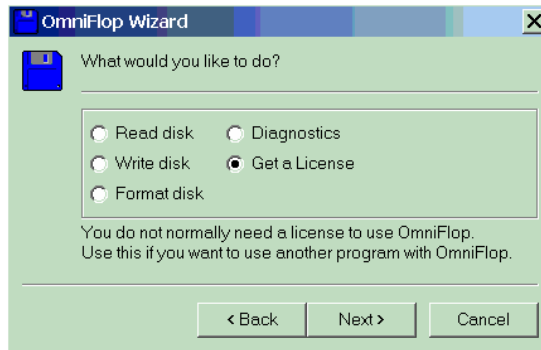 OmniFlop Wizard
What would you like to do?
Read disk Diagnostics
Write disk Get a License
Format disk
You do not normally need a license to use OmniFlop.
Use this if you want to use another program with OmniFlop.
< Back Next > Cancel